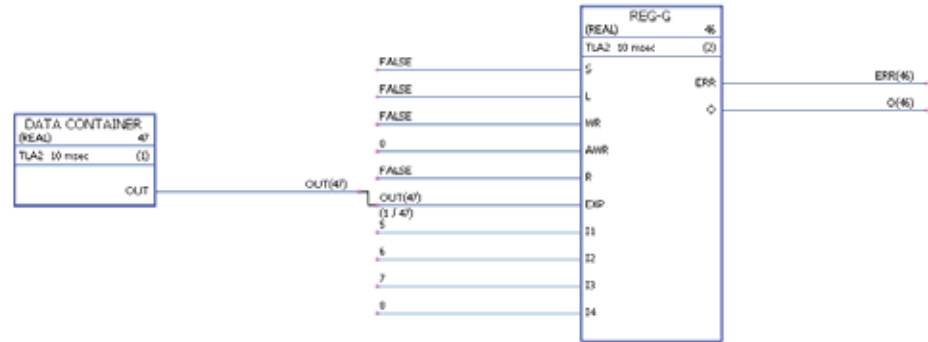 REG-G
(REAL) 46
TLA2 10 msec (2)
FALSE
S
ERR
ERR(46)
FALSE
L
O
O(46)
FALSE
WR
DATA CONTAINER
(REAL) 47
TLA2 10 msec (1)
OUT
OUT(47)
0
AWR
FALSE
R
OUT(47)
EXP
(1 / 47)
5
I1
6
I2
7
I3
I4